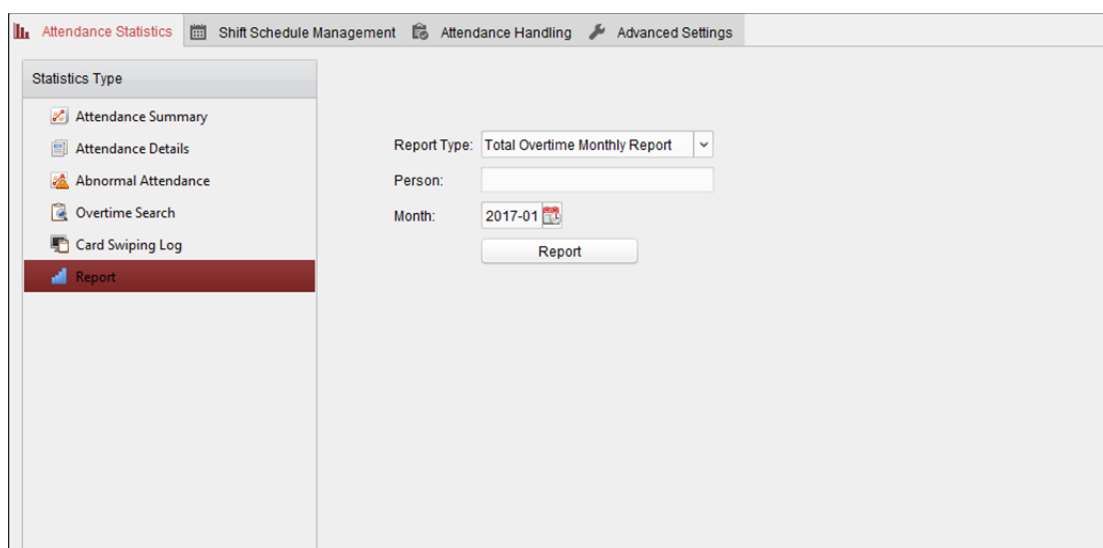 Attendance Statistics Shift Schedule Management Attendance Handling Advanced Settings
Statistics Type
Attendance Summary
Attendance Details
Abnormal Attendance
Overtime Search
Card Swiping Log
Report
Report Type: Total Overtime Monthly Report
Person:
Month: 2017-01
Report